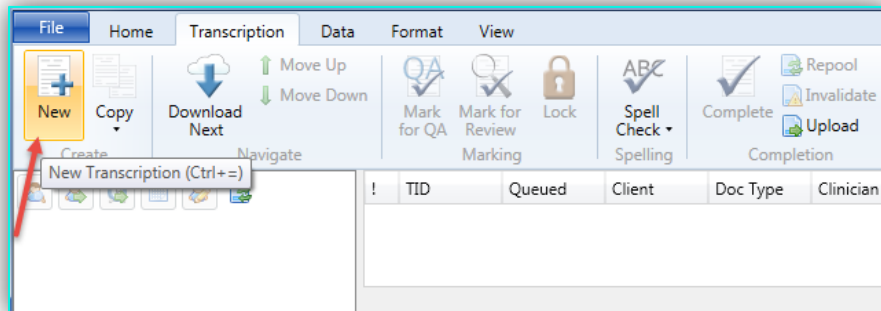 File Home Transcription Data Format View
Move Up
Move Down
Repool
Invalidate
Upload
New
Copy
Download
Next
Mark
for QA
Mark for
Review
Lock
ABC
Spell
Check
Complete
QA
Create Navigate Marking Spelling Completion
New Transcription (Ctrl+=)
! TID Queued Client Doc Type Clinician